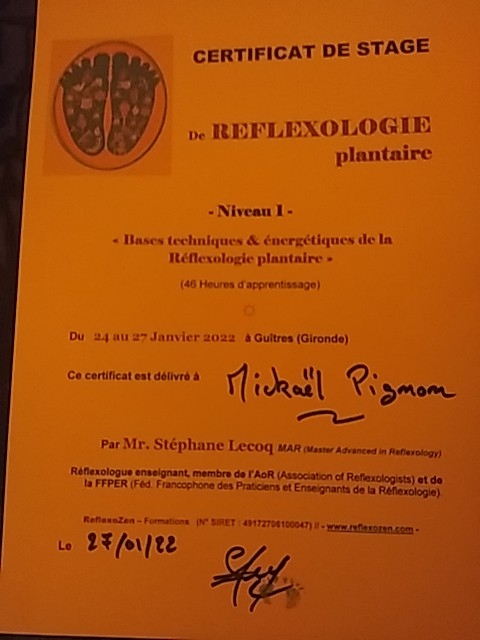 CERTIFICAT DE STAGE
De REFLEXOLOGIE
plantaire
- Niveau 1 -
« Bases techniques & énergétiques de la
Réflexologie plantaire »
(46 Heures d'apprentissage)
Du 24 au 27 Janvier 2022 à Guîtres (Gironde)
Ce certificat est délivré à Mickaël Pigmom
Par Mr. Stéphane Lecoq MAR (Master Advanced in Reflexology)
Réflexologue enseignant, membre de l'AoR (Association of Reflexologists) et de
la FFPER (Féd. Francophone des Praticiens et Enseignants de la Réflexologie).
RéflexoZen – Formations (N° SIRET : 49172706100047) // - www.reflexozen.com -
Le 27/01/22